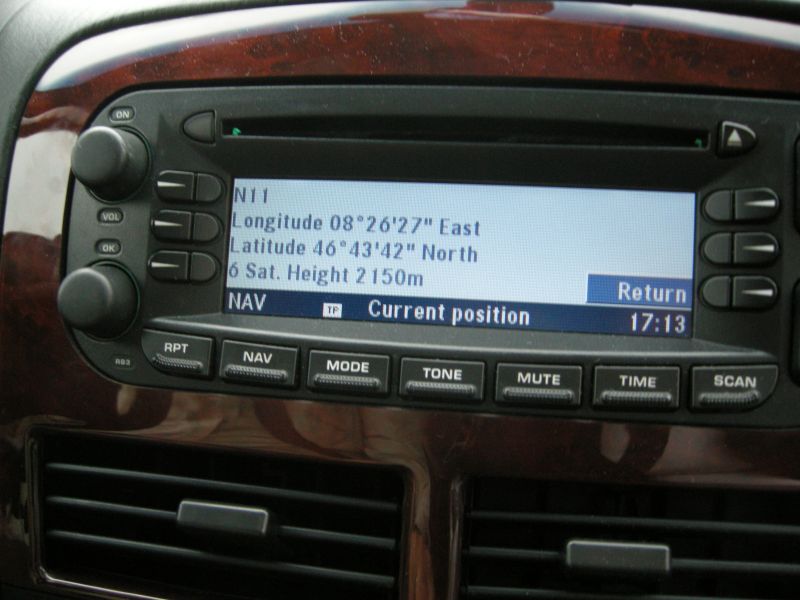 ON
VOL
OK
N11
Longitude 08°26'27" East
Latitude 46°43'42" North
6 Sat. Height 2150m
Return
NAV TP Current position 17:13
RB3
RPT NAV MODE TONE MUTE TIME SCAN